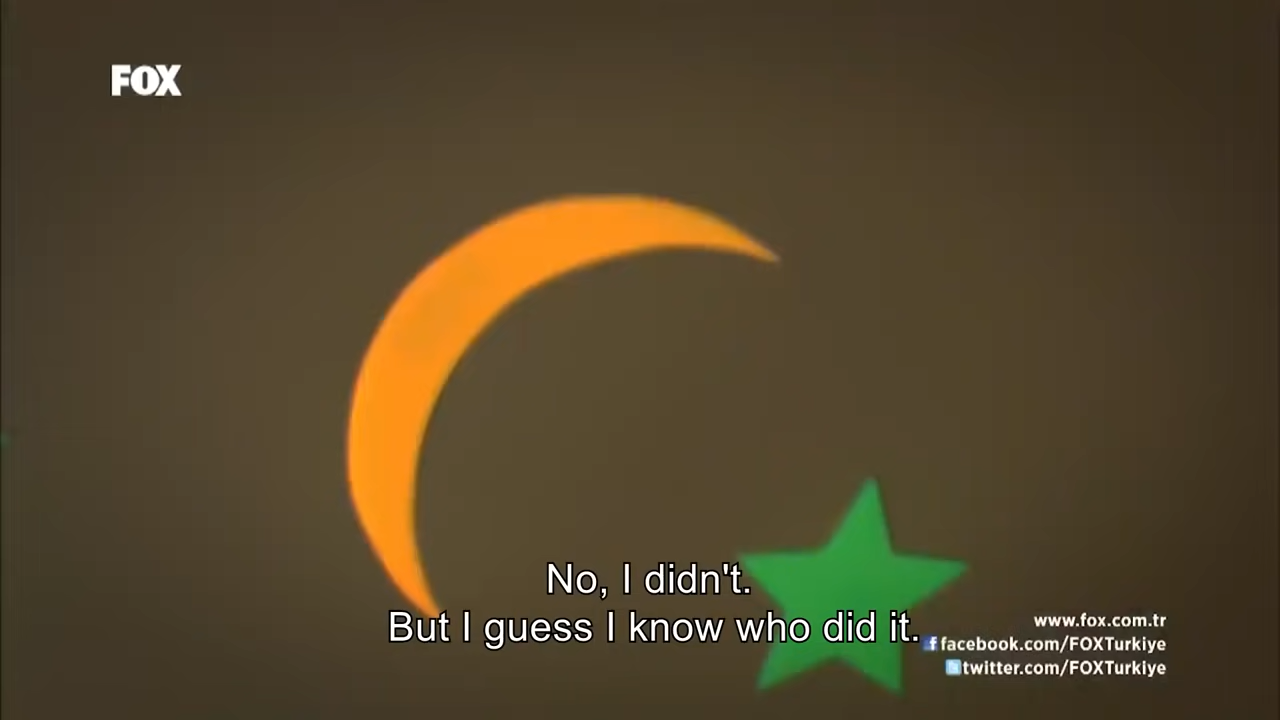 FOX
No, I didn't.
But I guess I know who did it.
www.fox.com.tr
facebook.com/FOXTurkiye
twitter.com/FOXTurkiye